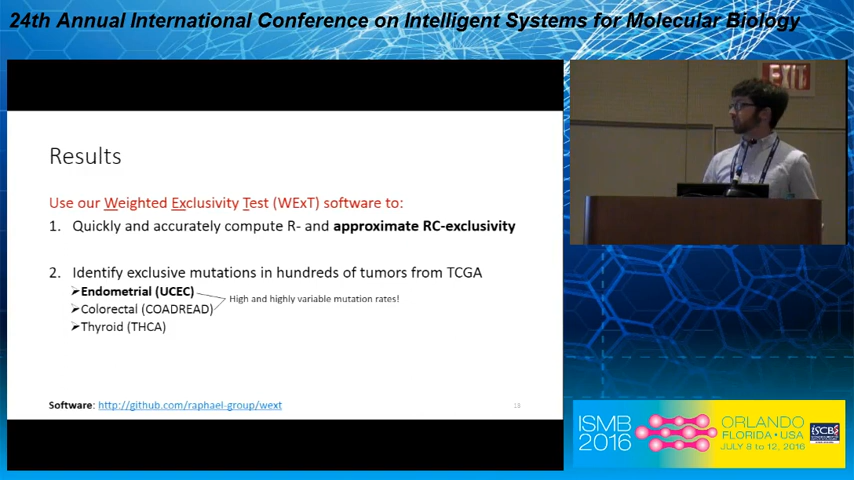 24th Annual International Conference on Intelligent Systems for Molecular Biology
EXIT
Results
Use our Weighted Exclusivity Test (WExT) software to:
1. Quickly and accurately compute R- and approximate RC-exclusivity
2. Identify exclusive mutations in hundreds of tumors from TCGA
➢Endometrial (UCEC)
High and highly variable mutation rates!
➢Colorectal (COADREAD)
➢Thyroid (THCA)
Software: http://github.com/raphael-group/wext
18
ISMB
2016
ORLANDO
FLORIDA • USA
JULY 8 to 12, 2016
ISCB